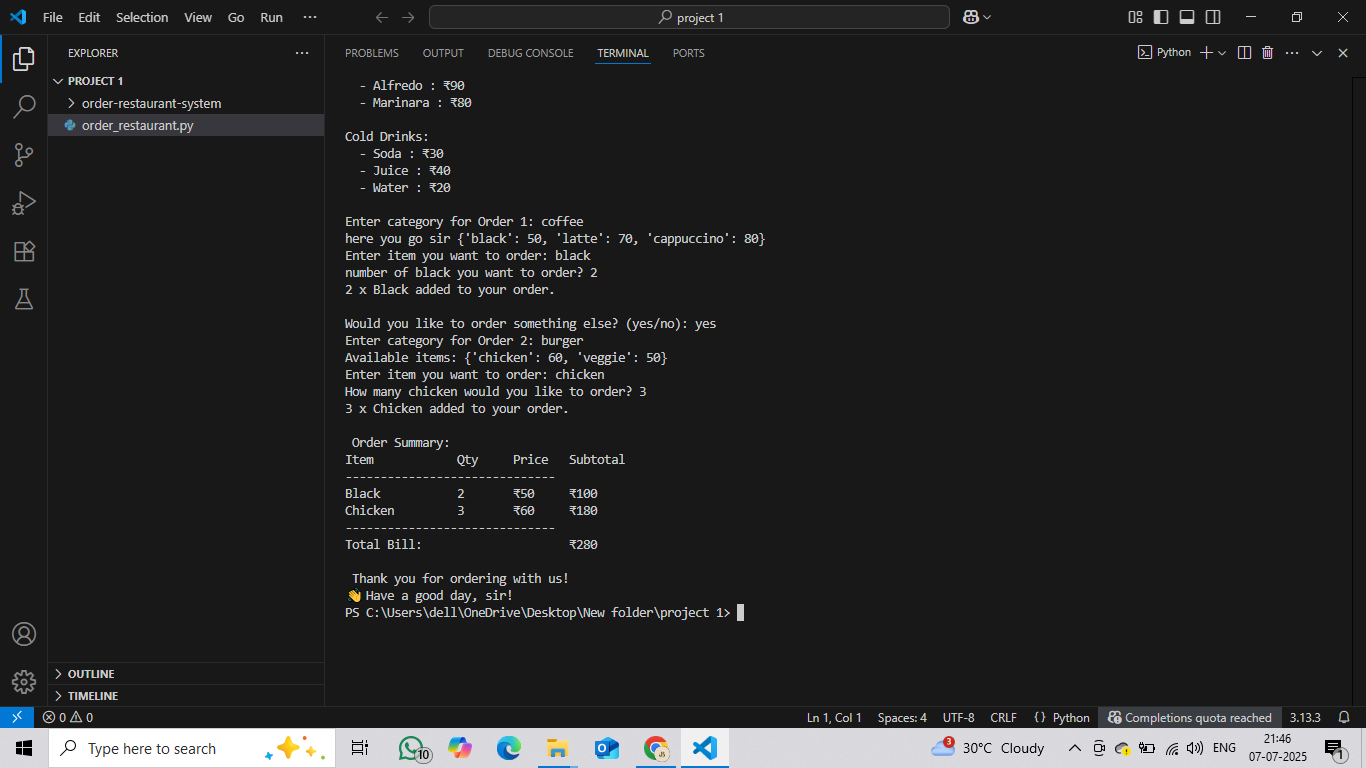 File Edit Selection View Go Run ···
project 1
EXPLORER ···
PROJECT 1
order-restaurant-system
order_restaurant.py
OUTLINE
TIMELINE
PROBLEMS OUTPUT DEBUG CONSOLE TERMINAL PORTS
Python
- Alfredo : ₹90
- Marinara : ₹80
Cold Drinks:
- Soda : ₹30
- Juice : ₹40
- Water : ₹20
Enter category for Order 1: coffee
here you go sir {'black': 50, 'latte': 70, 'cappuccino': 80}
Enter item you want to order: black
number of black you want to order? 2
2 x Black added to your order.
Would you like to order something else? (yes/no): yes
Enter category for Order 2: burger
Available items: {'chicken': 60, 'veggie': 50}
Enter item you want to order: chicken
How many chicken would you like to order? 3
3 x Chicken added to your order.
Order Summary:
Item Qty Price Subtotal
------------------------------
Black 2 ₹50 ₹100
Chicken 3 ₹60 ₹180
------------------------------
Total Bill: ₹280
Thank you for ordering with us!
👋 Have a good day, sir!
PS C:\Users\dell\OneDrive\Desktop\New folder\project 1>
0 0 Ln 1, Col 1 Spaces: 4 UTF-8 CRLF {} Python Completions quota reached 3.13.3
Type here to search
10
3
30°C Cloudy
ENG
21:46
07-07-2025
1